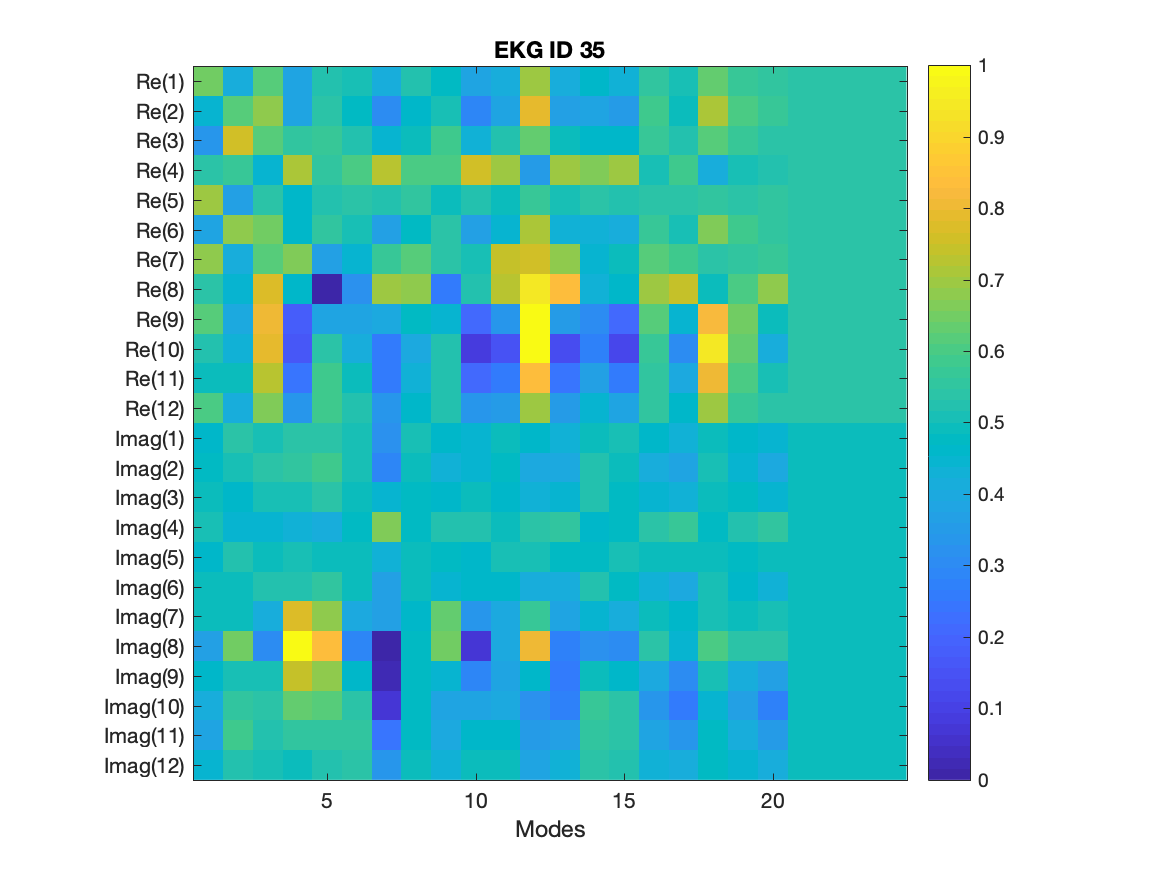 EKG ID 35
Re(1)
Re(2)
Re(3)
Re(4)
Re(5)
Re(6)
Re(7)
Re(8)
Re(9)
Re(10)
Re(11)
Re(12)
Imag(1)
Imag(2)
Imag(3)
Imag(4)
Imag(5)
Imag(6)
Imag(7)
Imag(8)
Imag(9)
Imag(10)
Imag(11)
Imag(12)
5 10 15 20
Modes
1
0.9
0.8
0.7
0.6
0.5
0.4
0.3
0.2
0.1
0